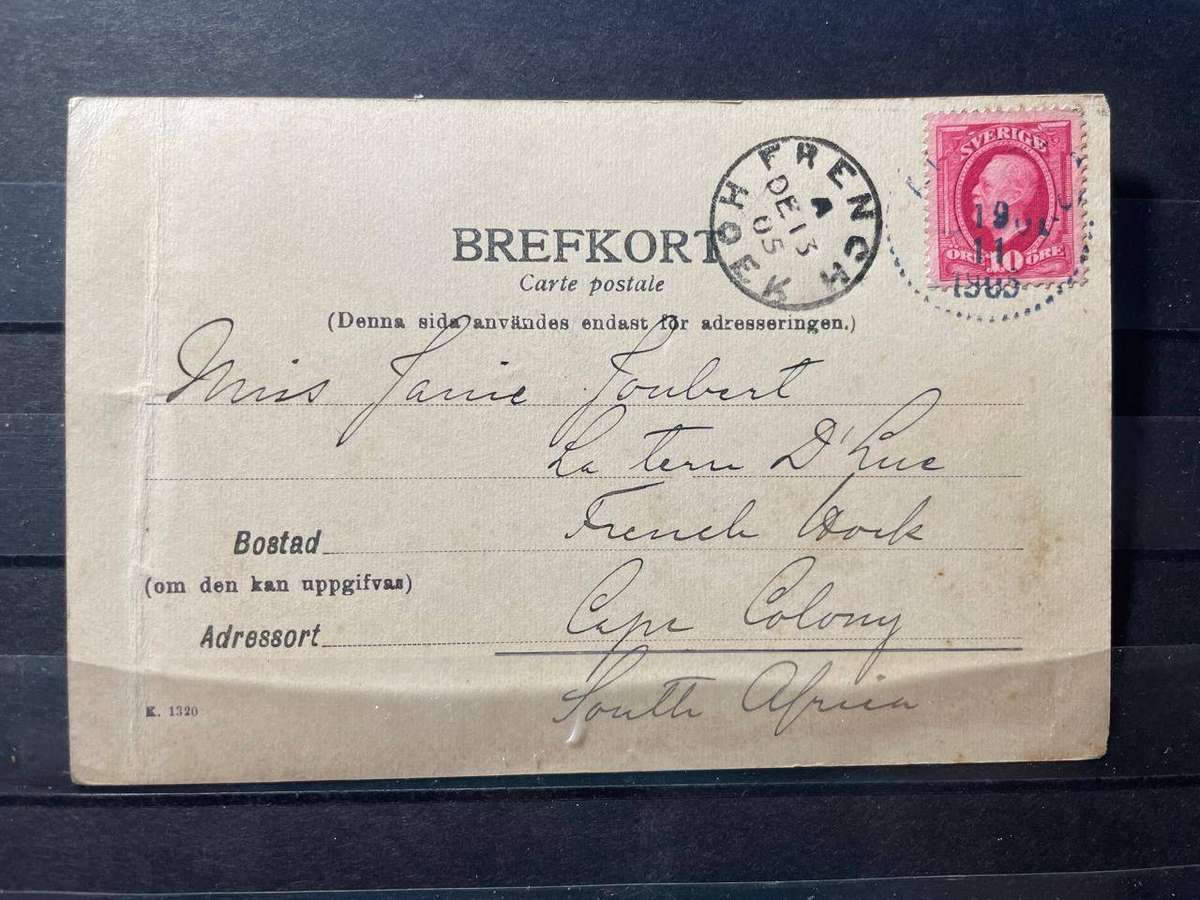 SVERIGE
ÖRE 10 ÖRE
19
11
1905
FRENCH HOEK
A
DE 13
05
BREFKORT
Carte postale
(Denna sida användes endast för adresseringen.)
Miss Janie Joubert
La terre D'Luc
French Hoek
Bostad
(om den kan uppgifvas)
Cape Colony
Adressort
South Africa
K. 1320